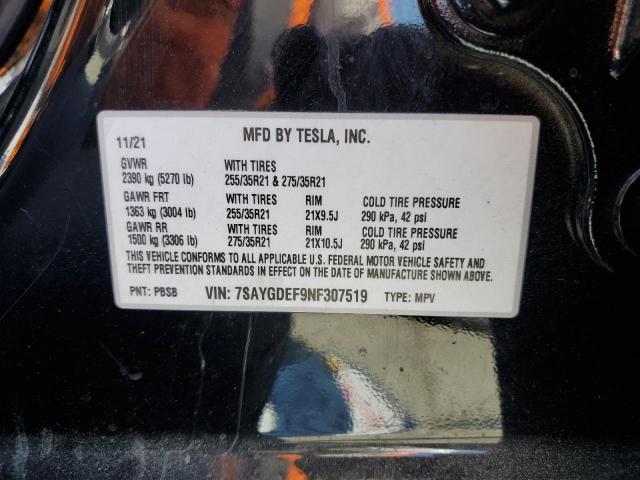 11/21 MFD BY TESLA, INC.
GVWR WITH TIRES
2390 kg (5270 lb) 255/35R21 & 275/35R21
GAWR FRT WITH TIRES RIM COLD TIRE PRESSURE
1363 kg (3004 lb) 255/35R21 21X9.5J 290 kPa, 42 psi
GAWR RR WITH TIRES RIM COLD TIRE PRESSURE
1500 kg (3306 lb) 275/35R21 21X10.5J 290 kPa, 42 psi
THIS VEHICLE CONFORMS TO ALL APPLICABLE U.S. FEDERAL MOTOR VEHICLE SAFETY AND
THEFT PREVENTION STANDARDS IN EFFECT ON THE DATE OF MANUFACTURE SHOWN ABOVE.
PNT: PBSB VIN: 7SAYGDEF9NF307519 TYPE: MPV